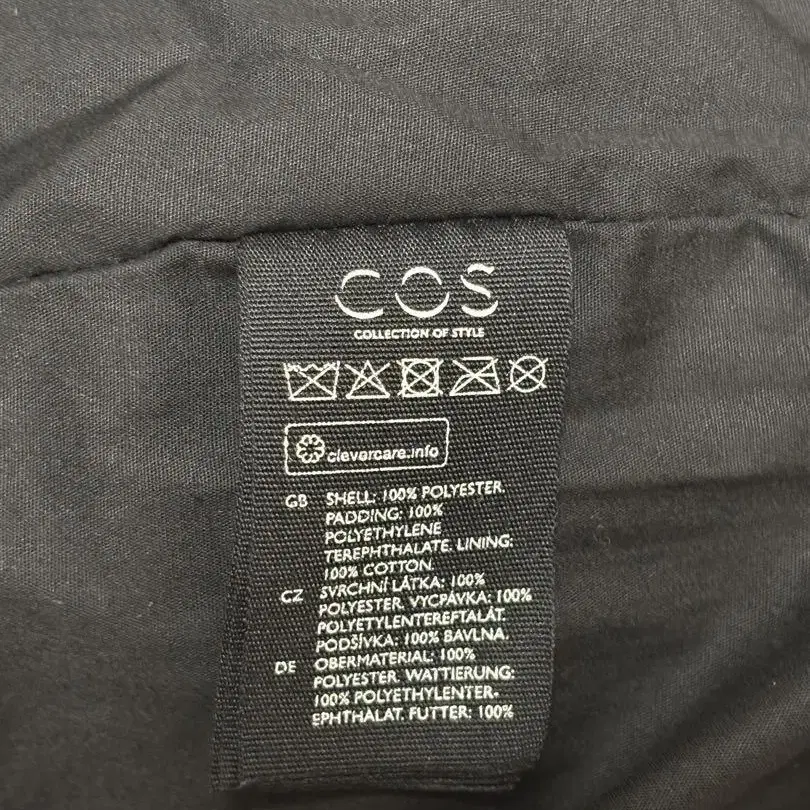 COS
COLLECTION OF STYLE
clevercare.info
GB SHELL: 100% POLYESTER.
PADDING: 100%
POLYETHYLENE
TEREPHTHALATE. LINING:
100% COTTON.
CZ SVRCHNÍ LÁTKA: 100%
POLYESTER. VÝCPÁVKA: 100%
POLYETYLENTEREFTALÁT.
PODŠÍVKA: 100% BAVLNA.
DE OBERMATERIAL: 100%
POLYESTER. WATTIERUNG:
100% POLYETHYLENTER-
EPHTHALAT. FUTTER: 100%